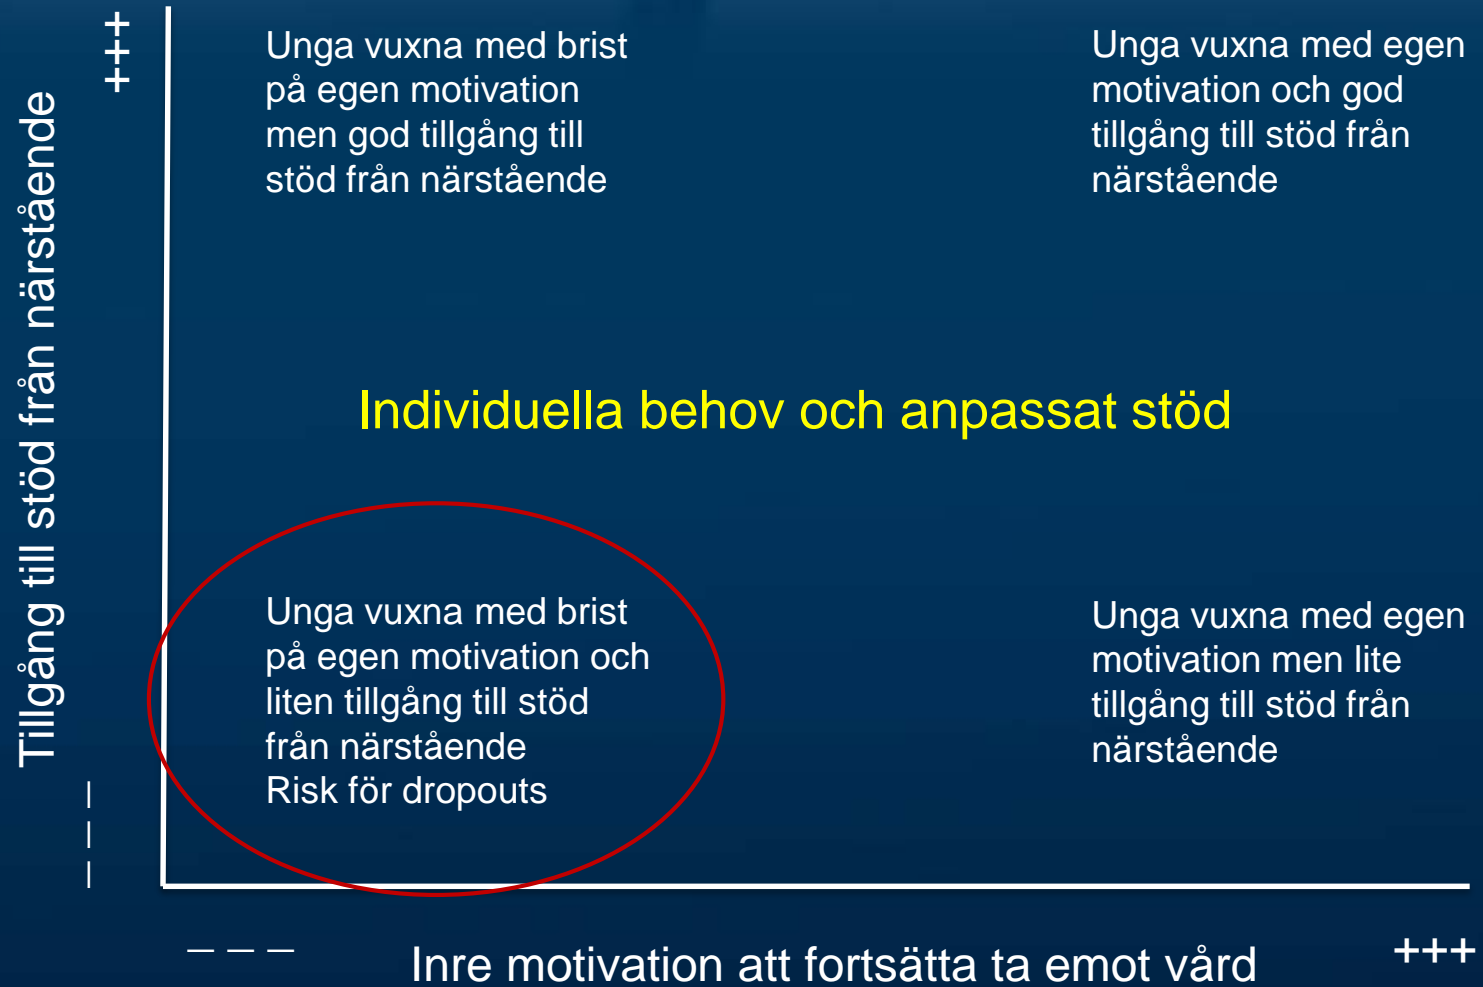 +++
Tillgång till stöd från närstående
– – –
Unga vuxna med brist
på egen motivation
men god tillgång till
stöd från närstående
Unga vuxna med egen
motivation och god
tillgång till stöd från
närstående
Individuella behov och anpassat stöd
Unga vuxna med brist
på egen motivation och
liten tillgång till stöd
från närstående
Risk för dropouts
Unga vuxna med egen
motivation men lite
tillgång till stöd från
närstående
– – –
Inre motivation att fortsätta ta emot vård
+++